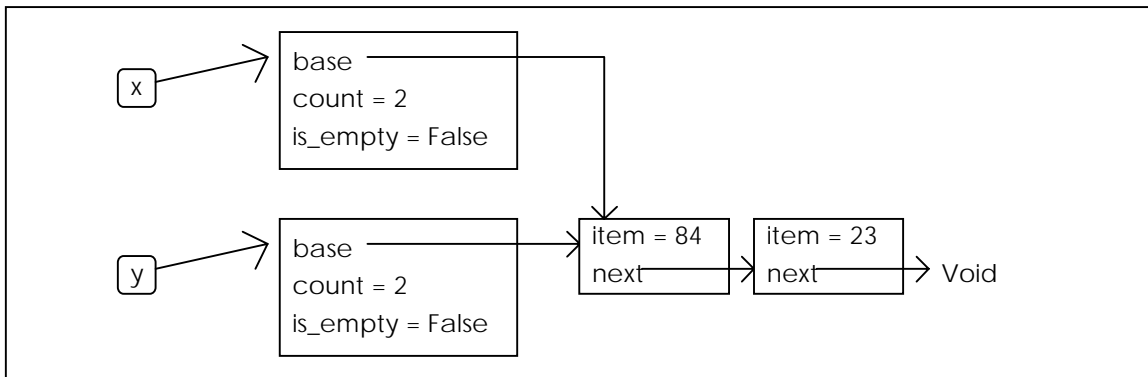 x
base
count = 2
is_empty = False
y
base
count = 2
is_empty = False
item = 84
next
item = 23
next
Void